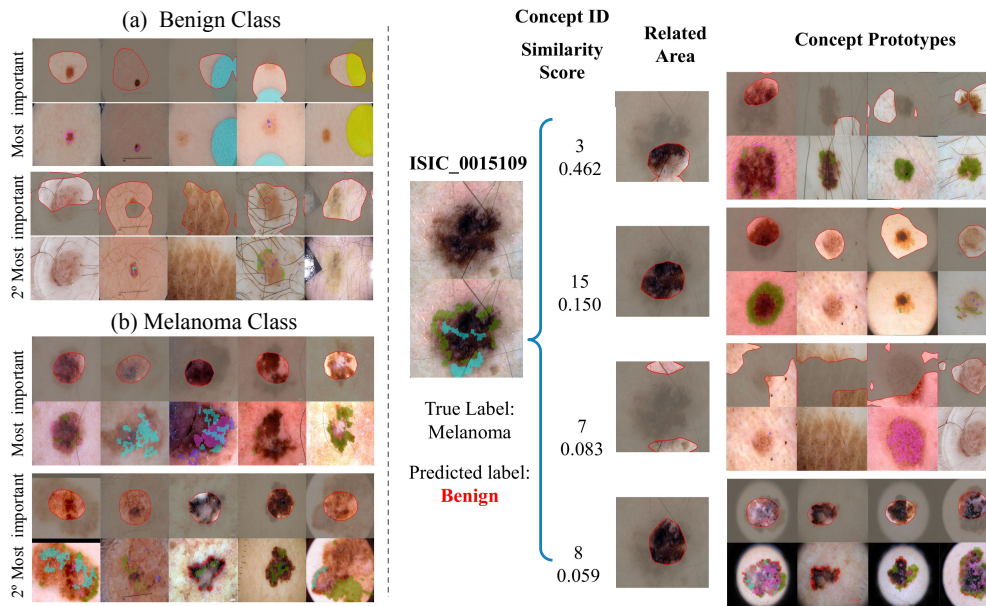 (a) Benign Class
Most important
2º Most important
(b) Melanoma Class
Most important
2º Most important
Concept ID
Similarity
Score
Related
Area
Concept Prototypes
ISIC_0015109
True Label:
Melanoma
Predicted label:
Benign
3
0.462
15
0.150
7
0.083
8
0.059